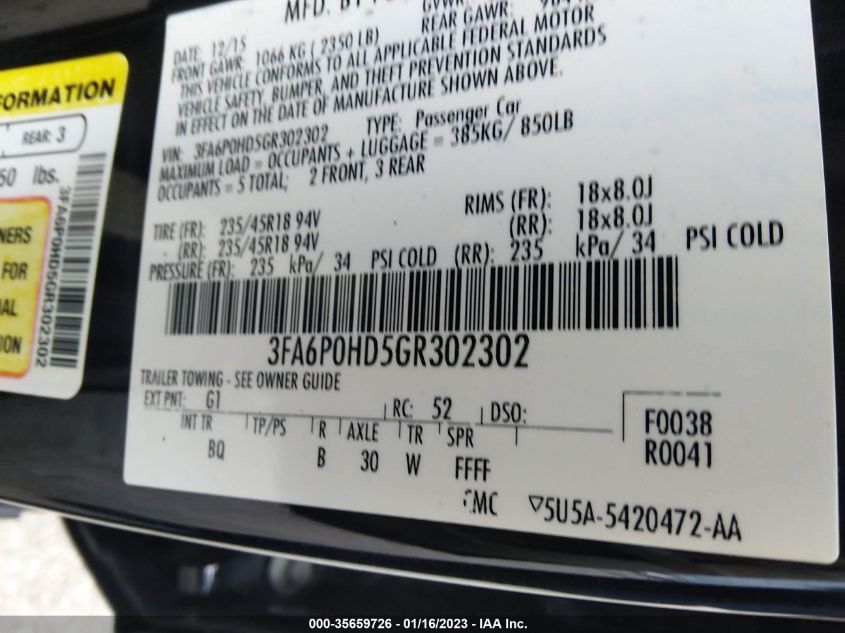 MFD. BY
GVWR:
REAR GAWR:
DATE: 12/15
FRONT GAWR: 1066 KG ( 2350 LB)
THIS VEHICLE CONFORMS TO ALL APPLICABLE FEDERAL MOTOR
VEHICLE SAFETY, BUMPER, AND THEFT PREVENTION STANDARDS
IN EFFECT ON THE DATE OF MANUFACTURE SHOWN ABOVE.
VIN: 3FA6P0HD5GR302302 TYPE: Passenger Car
MAXIMUM LOAD = OCCUPANTS + LUGGAGE = 385KG/ 850LB
OCCUPANTS = 5 TOTAL; 2 FRONT, 3 REAR
TIRE (FR): 235/45R18 94V RIMS (FR): 18x8.0J
(RR): 235/45R18 94V (RR): 18x8.0J
PRESSURE (FR): 235 kPa/ 34 PSI COLD (RR): 235 kPa/ 34 PSI COLD
3FA6P0HD5GR302302
TRAILER TOWING - SEE OWNER GUIDE
EXT PNT: G1 RC: 52 DSO:
INT TR TP/PS R AXLE TR SPR
BQ B 30 W FFFF
F0038
R0041
▽5U5A-5420472-AA
REAR: 3
lbs.
FOR
3FA6P0HD5GR302302
000-35659726 - 01/16/2023 - IAA Inc.